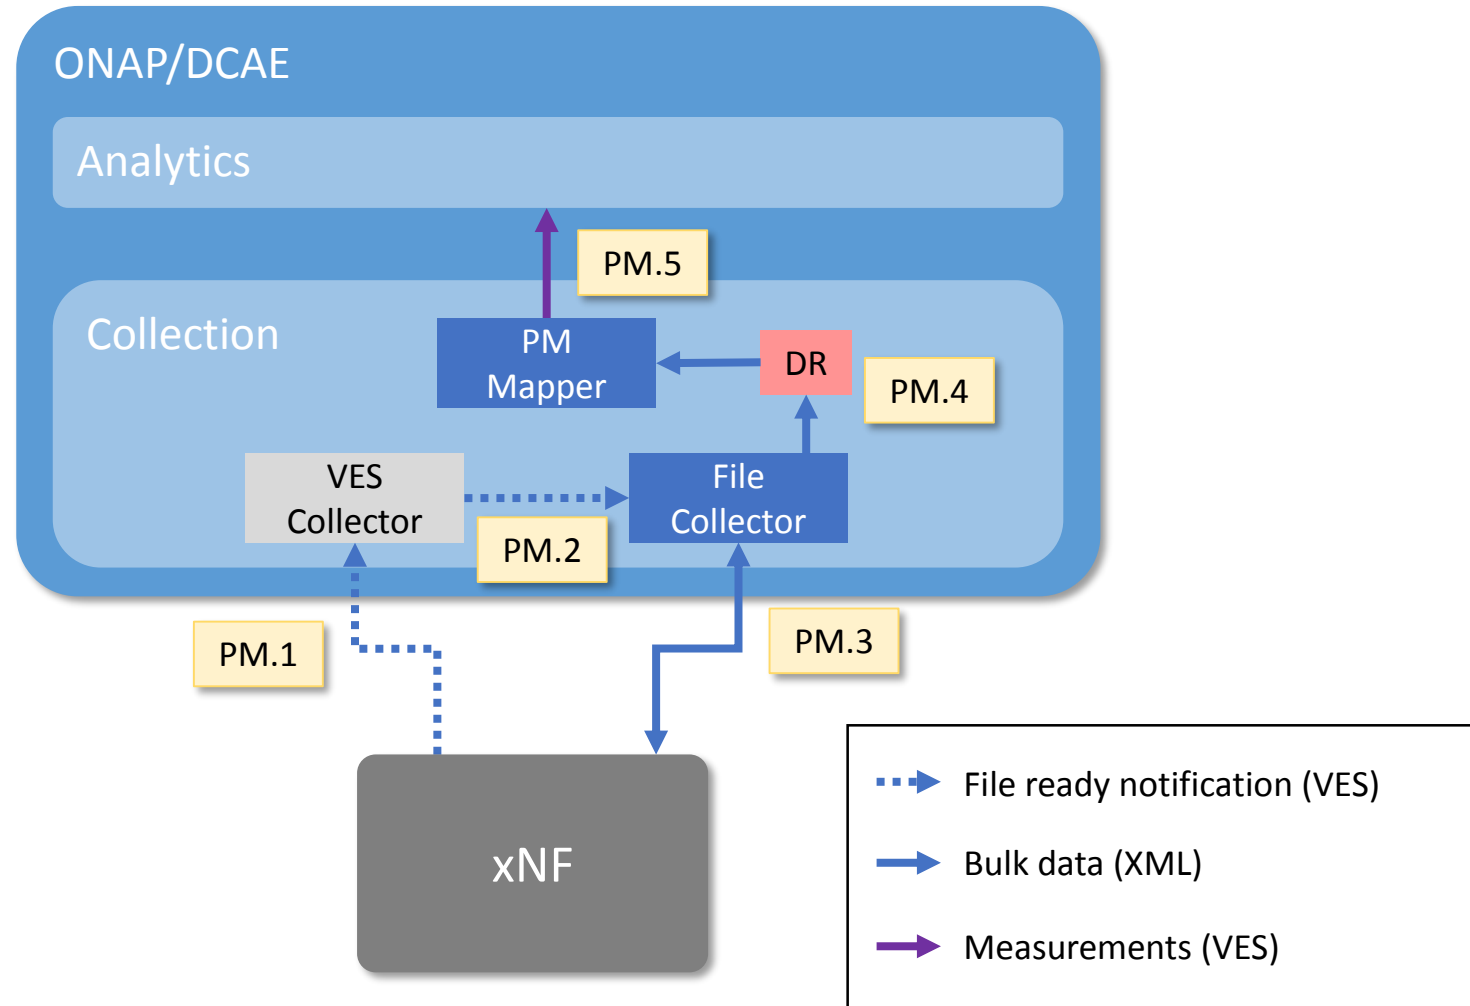 ONAP/DCAE
Analytics
PM.5
Collection
PM
Mapper
DR
PM.4
VES
Collector
File
Collector
PM.2
PM.1
PM.3
xNF
File ready notification (VES)
Bulk data (XML)
Measurements (VES)